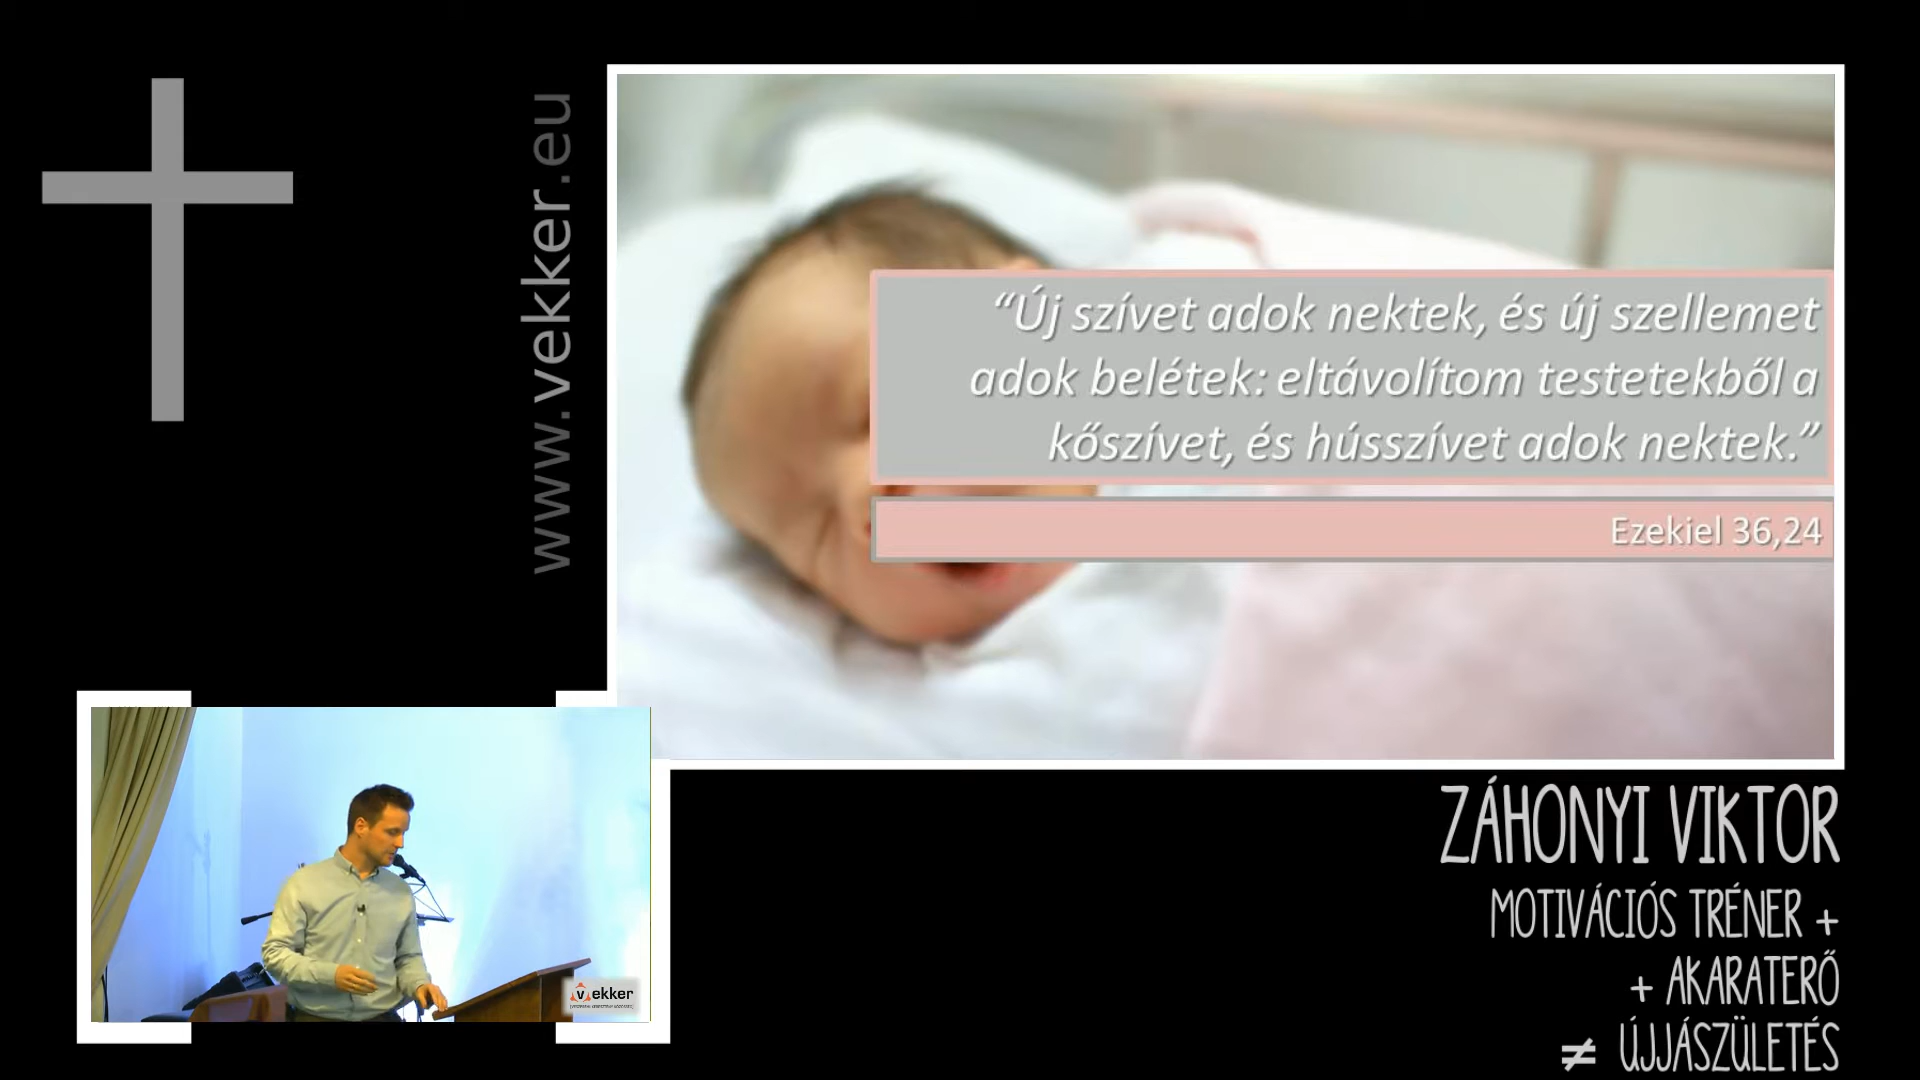 www.vekker.eu
“Új szívet adok nektek, és új szellemet
adok belétek: eltávolítom testetekből a
kőszívet, és hússzívet adok nektek.”
Ezekiel 36,24
vekker
ZÁHONYI VIKTOR
MOTIVÁCIÓS TRÉNER +
+ AKARATERŐ
≠ ÚJJÁSZÜLETÉS